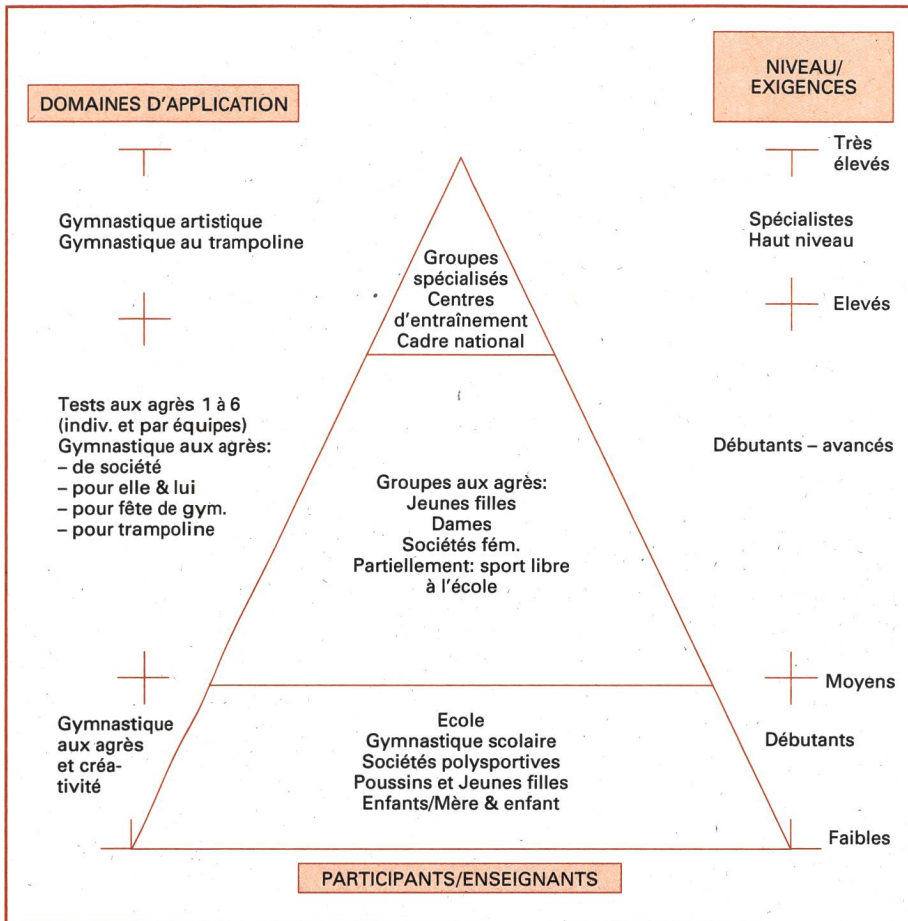 DOMAINES D'APPLICATION
Gymnastique artistique
Gymnastique au trampoline
Tests aux agrès 1 à 6
(indiv. et par équipes)
Gymnastique aux agrès:
– de société
– pour elle & lui
– pour fête de gym.
– pour trampoline
Gymnastique
aux agrès
et créa-
tivité
Groupes
spécialisés
Centres
d'entraînement
Cadre national
Groupes aux agrès:
Jeunes filles
Dames
Sociétés fém.
Partiellement: sport libre
à l'école
Ecole
Gymnastique scolaire
Sociétés polysportives
Poussins et Jeunes filles
Enfants/Mère & enfant
PARTICIPANTS/ENSEIGNANTS
NIVEAU/
EXIGENCES
Très
élevés
Spécialistes
Haut niveau
Elevés
Débutants – avancés
Moyens
Débutants
Faibles